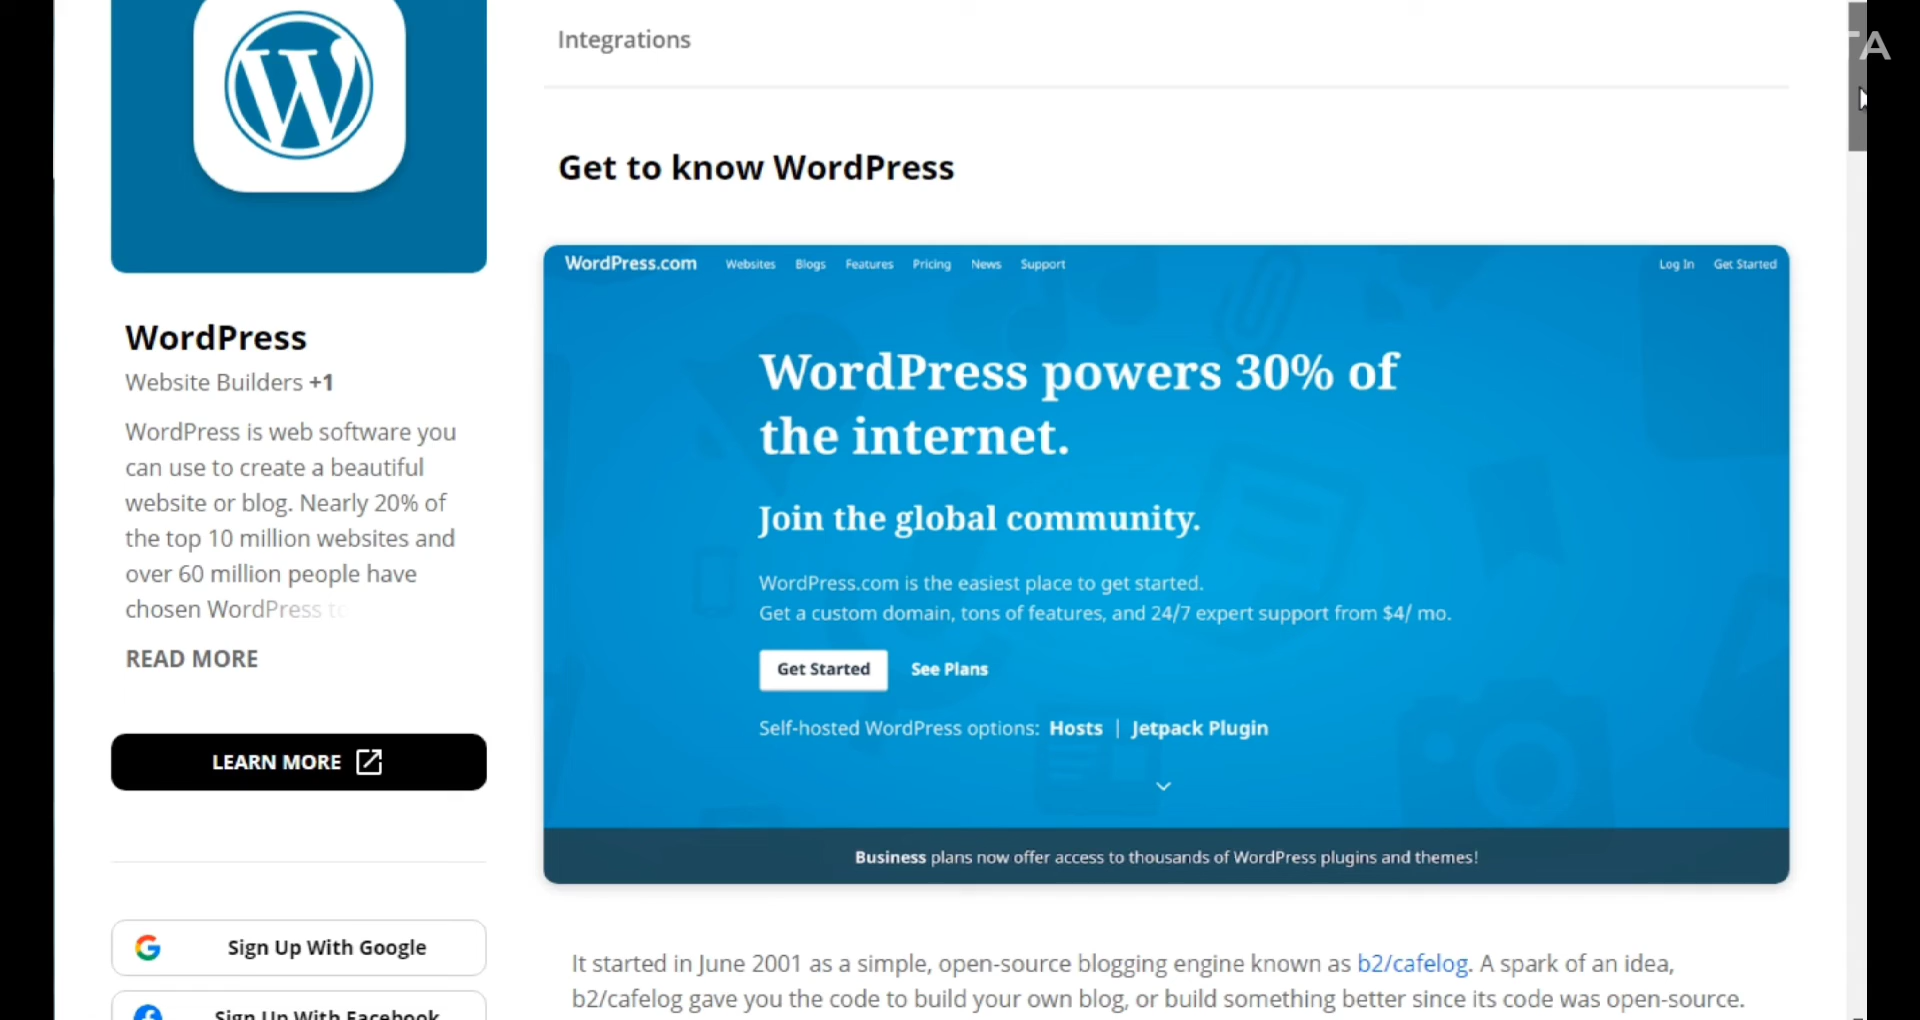 Integrations
TA
Get to know WordPress
WordPress.com Websites Blogs Features Pricing News Support Log In Get Started
WordPress powers 30% of
the internet.
Join the global community.
WordPress.com is the easiest place to get started.
Get a custom domain, tons of features, and 24/7 expert support from $4/ mo.
Get Started See Plans
Self-hosted WordPress options: Hosts | Jetpack Plugin
Business plans now offer access to thousands of WordPress plugins and themes!
It started in June 2001 as a simple, open-source blogging engine known as b2/cafelog. A spark of an idea,
b2/cafelog gave you the code to build your own blog, or build something better since its code was open-source.
WordPress
Website Builders +1
WordPress is web software you
can use to create a beautiful
website or blog. Nearly 20% of
the top 10 million websites and
over 60 million people have
chosen WordPress to
READ MORE
LEARN MORE
Sign Up With Google
Sign Up With Facebook